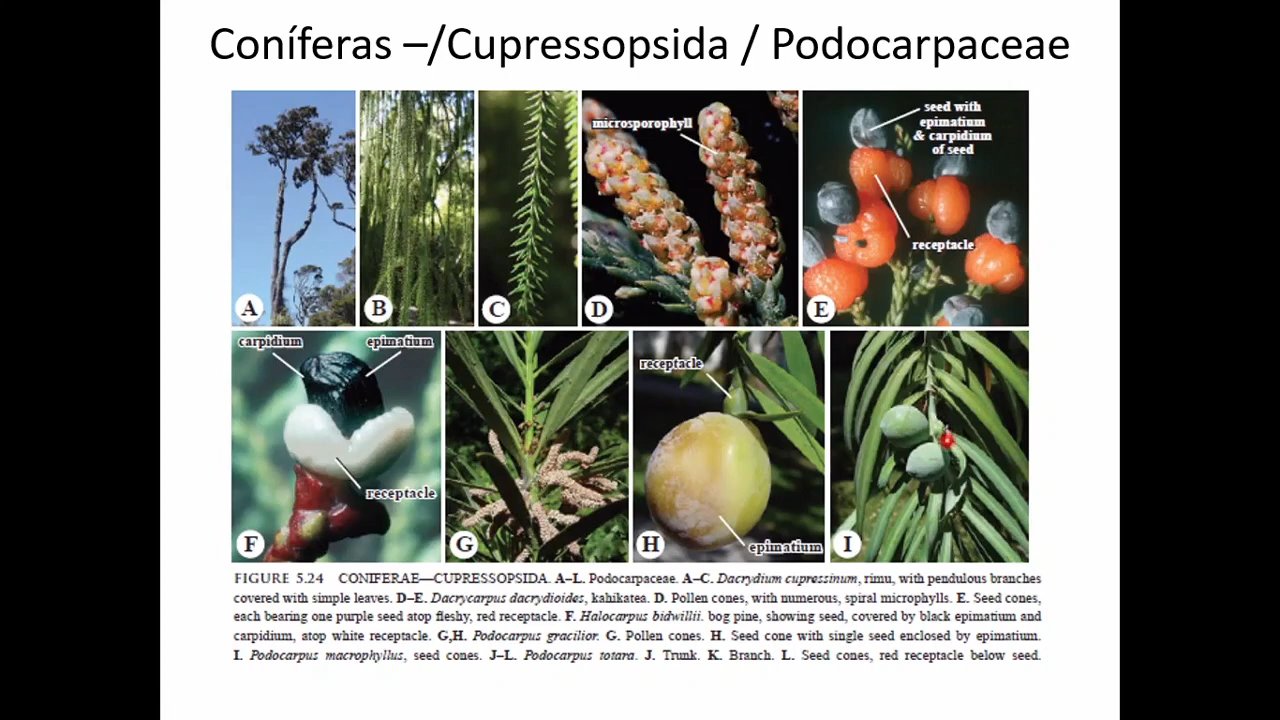 Coníferas –/Cupressopsida / Podocarpaceae
microsporophyll
seed with
epimatium
& carpidium
of seed
receptacle
A
B
C
D
E
carpidium
epimatium
receptacle
receptacle
epimatium
F
G
H
I
FIGURE 5.24 CONIFERAE—CUPRESSOPSIDA. A–L. Podocarpaceae. A–C. Dacrydium cupressinum, rimu, with pendulous branches
covered with simple leaves. D–E. Dacrycarpus dacrydioides, kahikatea. D. Pollen cones, with numerous, spiral microphylls. E. Seed cones,
each bearing one purple seed atop fleshy, red receptacle. F. Halocarpus bidwillii. bog pine, showing seed, covered by black epimatium and
carpidium, atop white receptacle. G,H. Podocarpus gracilior. G. Pollen cones. H. Seed cone with single seed enclosed by epimatium.
I. Podocarpus macrophyllus, seed cones. J–L. Podocarpus totara. J. Trunk. K. Branch. L. Seed cones, red receptacle below seed.